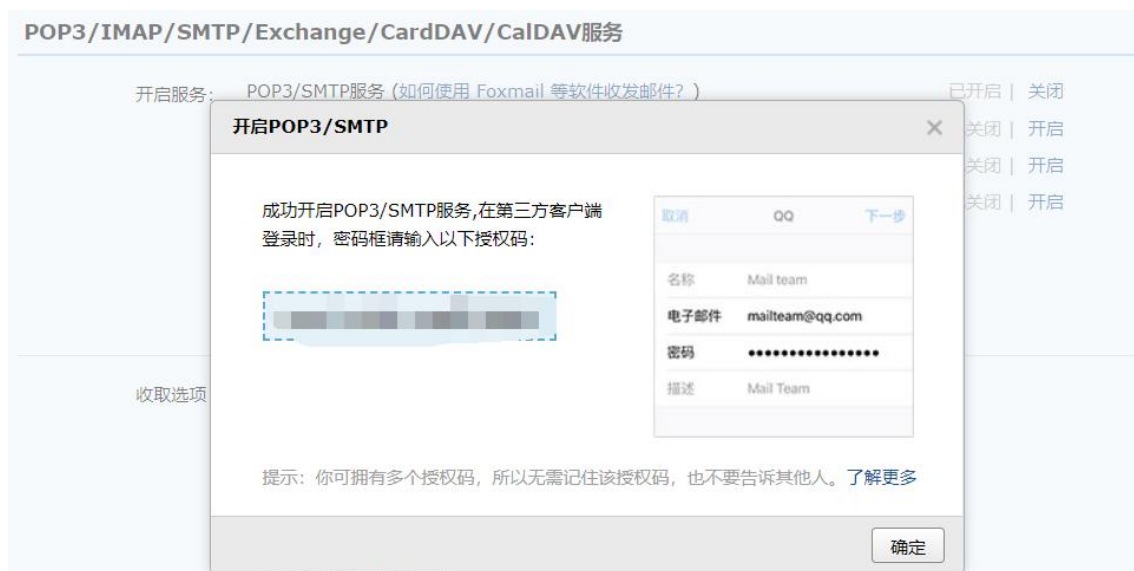 POP3/IMAP/SMTP/Exchange/CardDAV/CalDAV服务
开启服务: POP3/SMTP服务 (如何使用 Foxmail 等软件收发邮件? ) 已开启 | 关闭
开启POP3/SMTP
关闭 | 开启
关闭 | 开启
关闭 | 开启
成功开启POP3/SMTP服务,在第三方客户端
登录时，密码框请输入以下授权码:
取消 QQ 下一步
名称 Mail team
电子邮件 mailteam@qq.com
密码 ••••••••••••••••
描述 Mail Team
收取选项
提示: 你可拥有多个授权码，所以无需记住该授权码，也不要告诉其他人。了解更多
确定